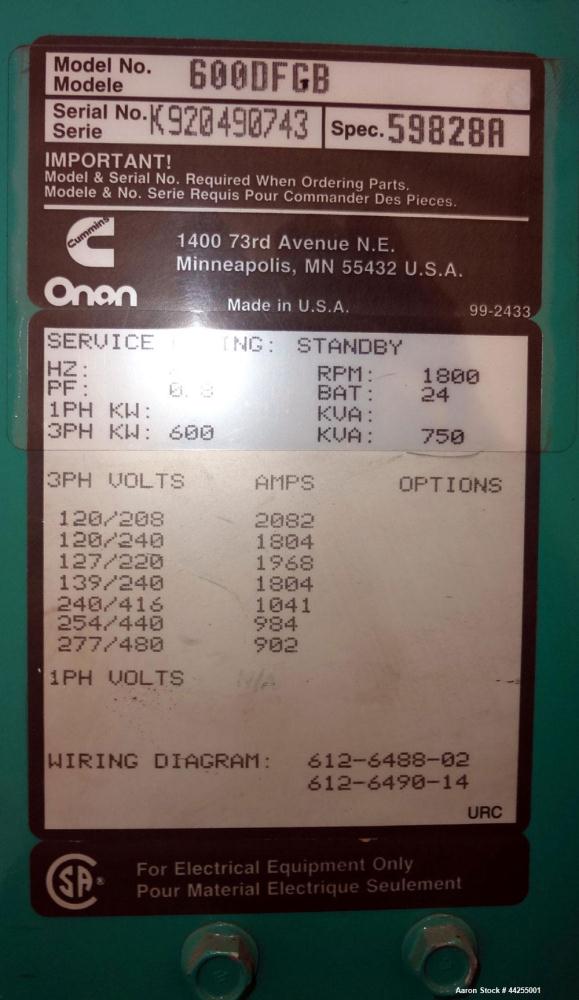 Model No. 600DFGB
Modele
Serial No. K920490743 Spec. 59828A
Serie
IMPORTANT!
Model & Serial No. Required When Ordering Parts.
Modele & No. Serie Requis Pour Commander Des Pieces.
Cummins
Onan
1400 73rd Avenue N.E.
Minneapolis, MN 55432 U.S.A.
Made in U.S.A. 99-2433
SERVICE STANDBY
HZ: RPM: 1800
PF: 0.8 BAT: 24
1PH KW: KVA:
3PH KW: 600 KVA: 750
3PH VOLTS AMPS OPTIONS
120/208 2082
120/240 1804
127/220 1968
139/240 1804
240/416 1041
254/440 984
277/480 902
1PH VOLTS N/A
WIRING DIAGRAM: 612-6488-02
612-6490-14
URC
SA ®
For Electrical Equipment Only
Pour Material Electrique Seulement
Aaron Stock # 44255001